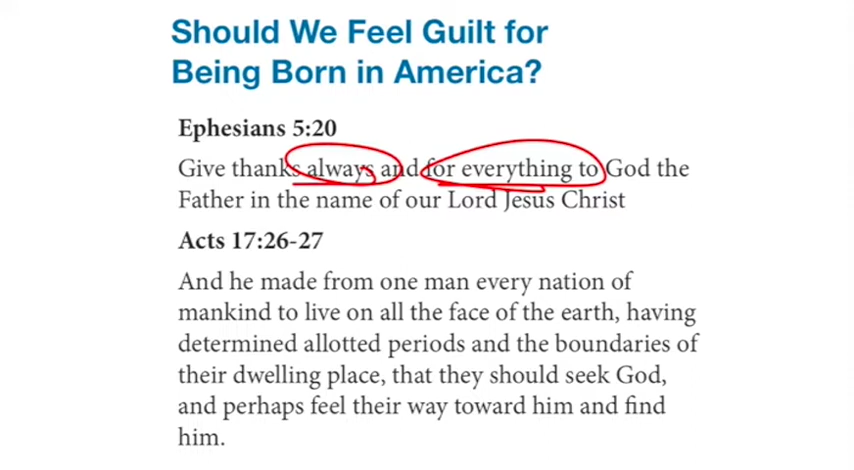 Should We Feel Guilt for
Being Born in America?
Ephesians 5:20
Give thanks always and for everything to God the
Father in the name of our Lord Jesus Christ
Acts 17:26-27
And he made from one man every nation of
mankind to live on all the face of the earth, having
determined allotted periods and the boundaries of
their dwelling place, that they should seek God,
and perhaps feel their way toward him and find
him.